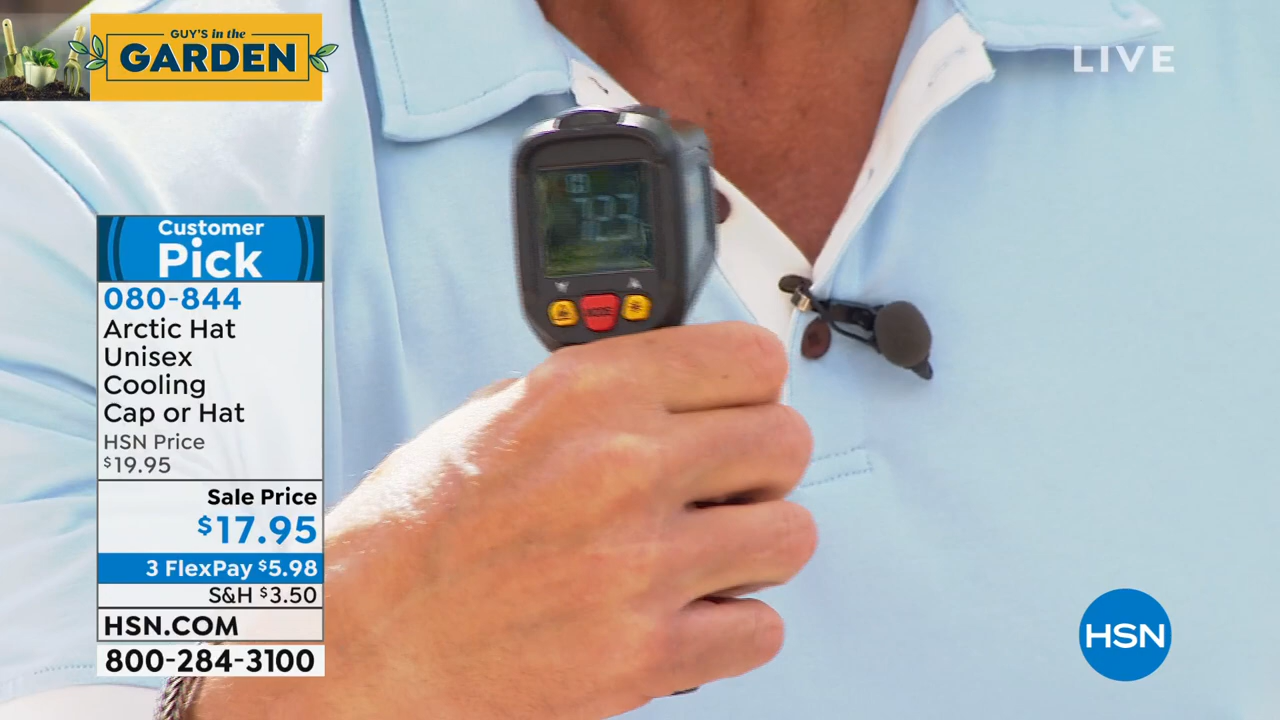 GUY'S in the
GARDEN
LIVE
Customer
Pick
080-844
Arctic Hat
Unisex
Cooling
Cap or Hat
HSN Price
$19.95
Sale Price
$17.95
3 FlexPay $5.98
S&H $3.50
HSN.COM
800-284-3100
MODE
HSN